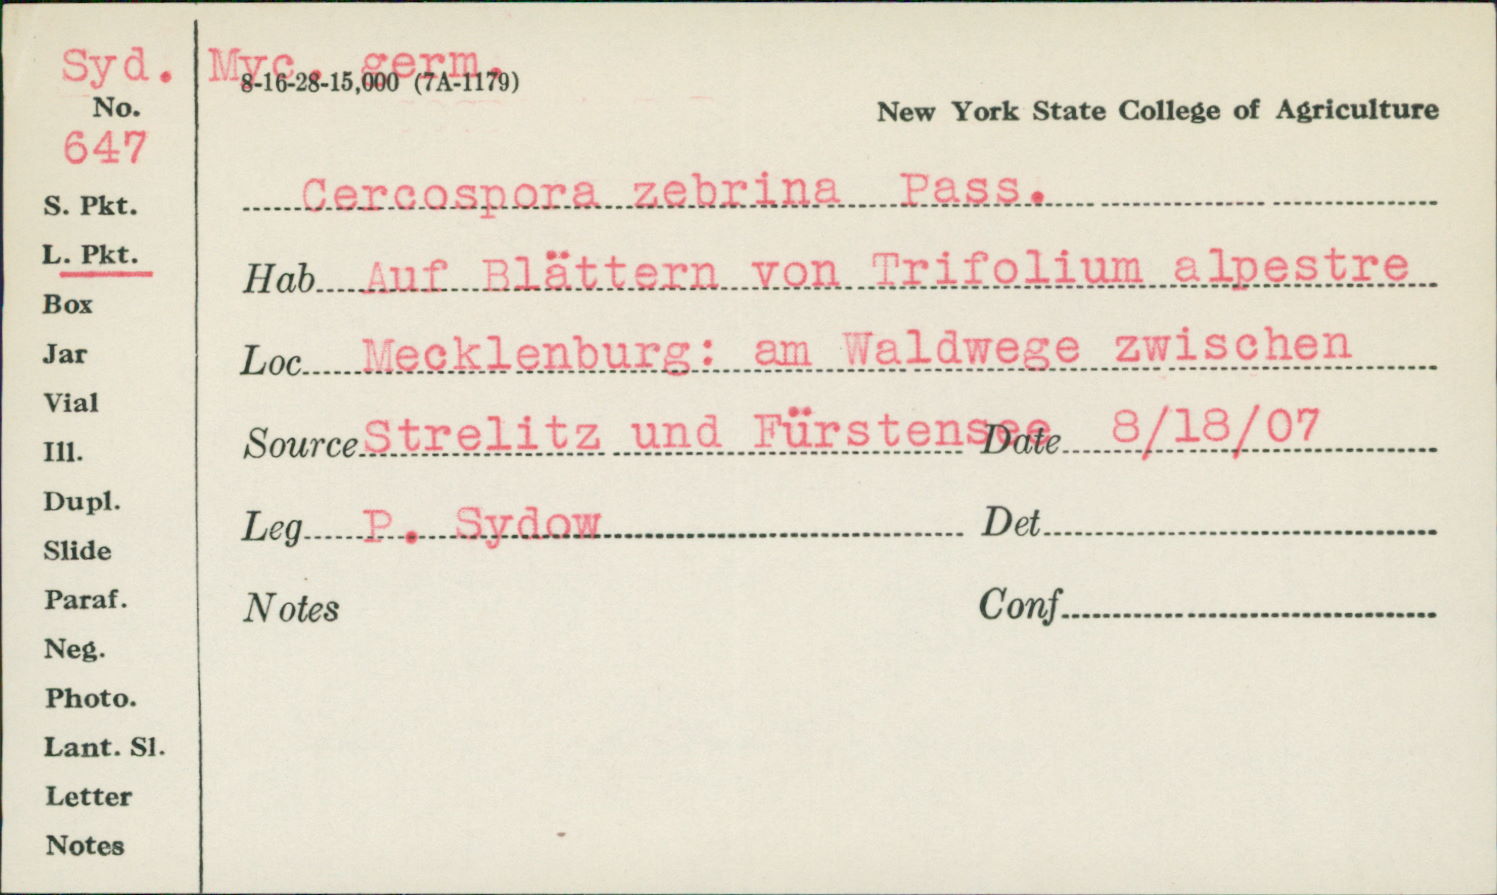 Syd. Myc. germ.
8-16-28-15,000 (7A-1179)
No.
New York State College of Agriculture
647
Cercospora zebrina Pass.
S. Pkt.
L. Pkt.
Hab Auf Blättern von Trifolium alpestre
Box
Jar
Loc Mecklenburg: am Waldwege zwischen
Vial
Ill.
Source Strelitz und Fürstensee Date 8/18/07
Dupl.
Leg P. Sydow Det
Slide
Paraf.
Notes Conf
Neg.
Photo.
Lant. Sl.
Letter
Notes